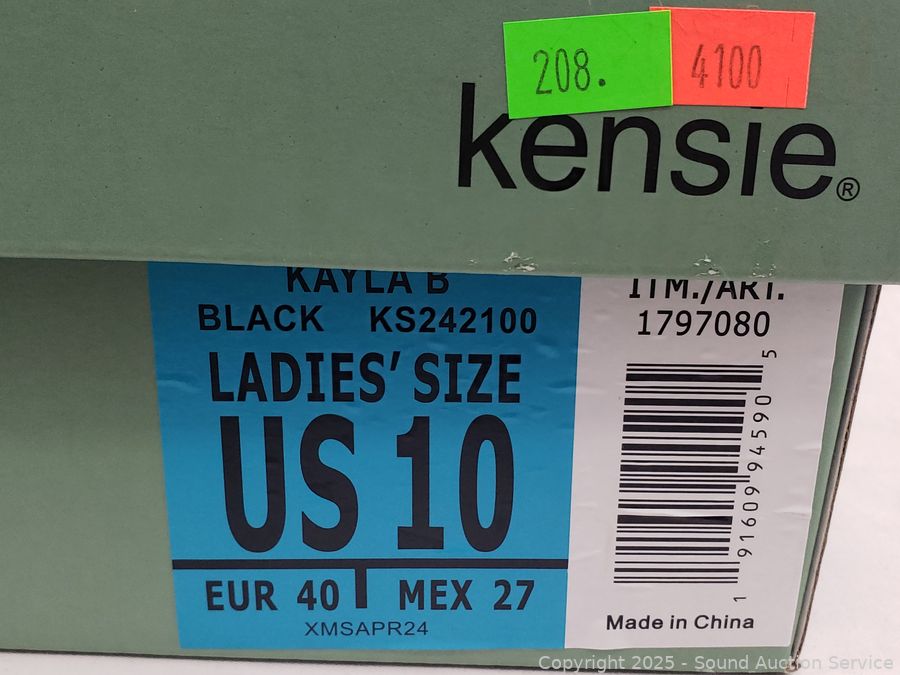 208.
4100
kensie®
KAYLA B
BLACK KS242100
LADIES' SIZE
US 10
EUR 40
MEX 27
XMSAPR24
ITM./ART.
1797080
1 91609 94590 5
Made in China
Copyright 2025 - Sound Auction Service